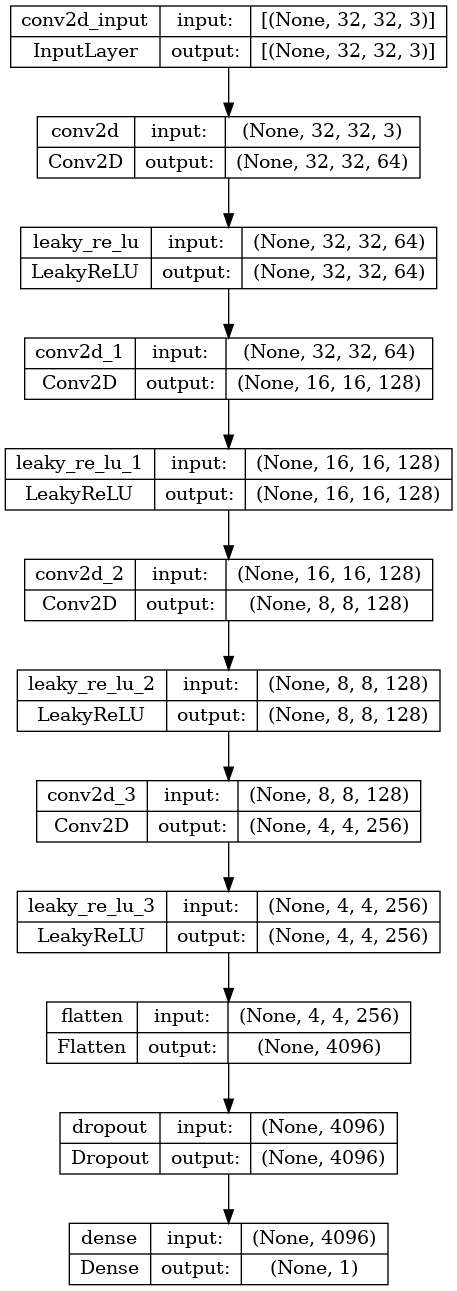 conv2d_input input: [(None, 32, 32, 3)]
InputLayer output: [(None, 32, 32, 3)]
conv2d input: (None, 32, 32, 3)
Conv2D output: (None, 32, 32, 64)
leaky_re_lu input: (None, 32, 32, 64)
LeakyReLU output: (None, 32, 32, 64)
conv2d_1 input: (None, 32, 32, 64)
Conv2D output: (None, 16, 16, 128)
leaky_re_lu_1 input: (None, 16, 16, 128)
LeakyReLU output: (None, 16, 16, 128)
conv2d_2 input: (None, 16, 16, 128)
Conv2D output: (None, 8, 8, 128)
leaky_re_lu_2 input: (None, 8, 8, 128)
LeakyReLU output: (None, 8, 8, 128)
conv2d_3 input: (None, 8, 8, 128)
Conv2D output: (None, 4, 4, 256)
leaky_re_lu_3 input: (None, 4, 4, 256)
LeakyReLU output: (None, 4, 4, 256)
flatten input: (None, 4, 4, 256)
Flatten output: (None, 4096)
dropout input: (None, 4096)
Dropout output: (None, 4096)
dense input: (None, 4096)
Dense output: (None, 1)